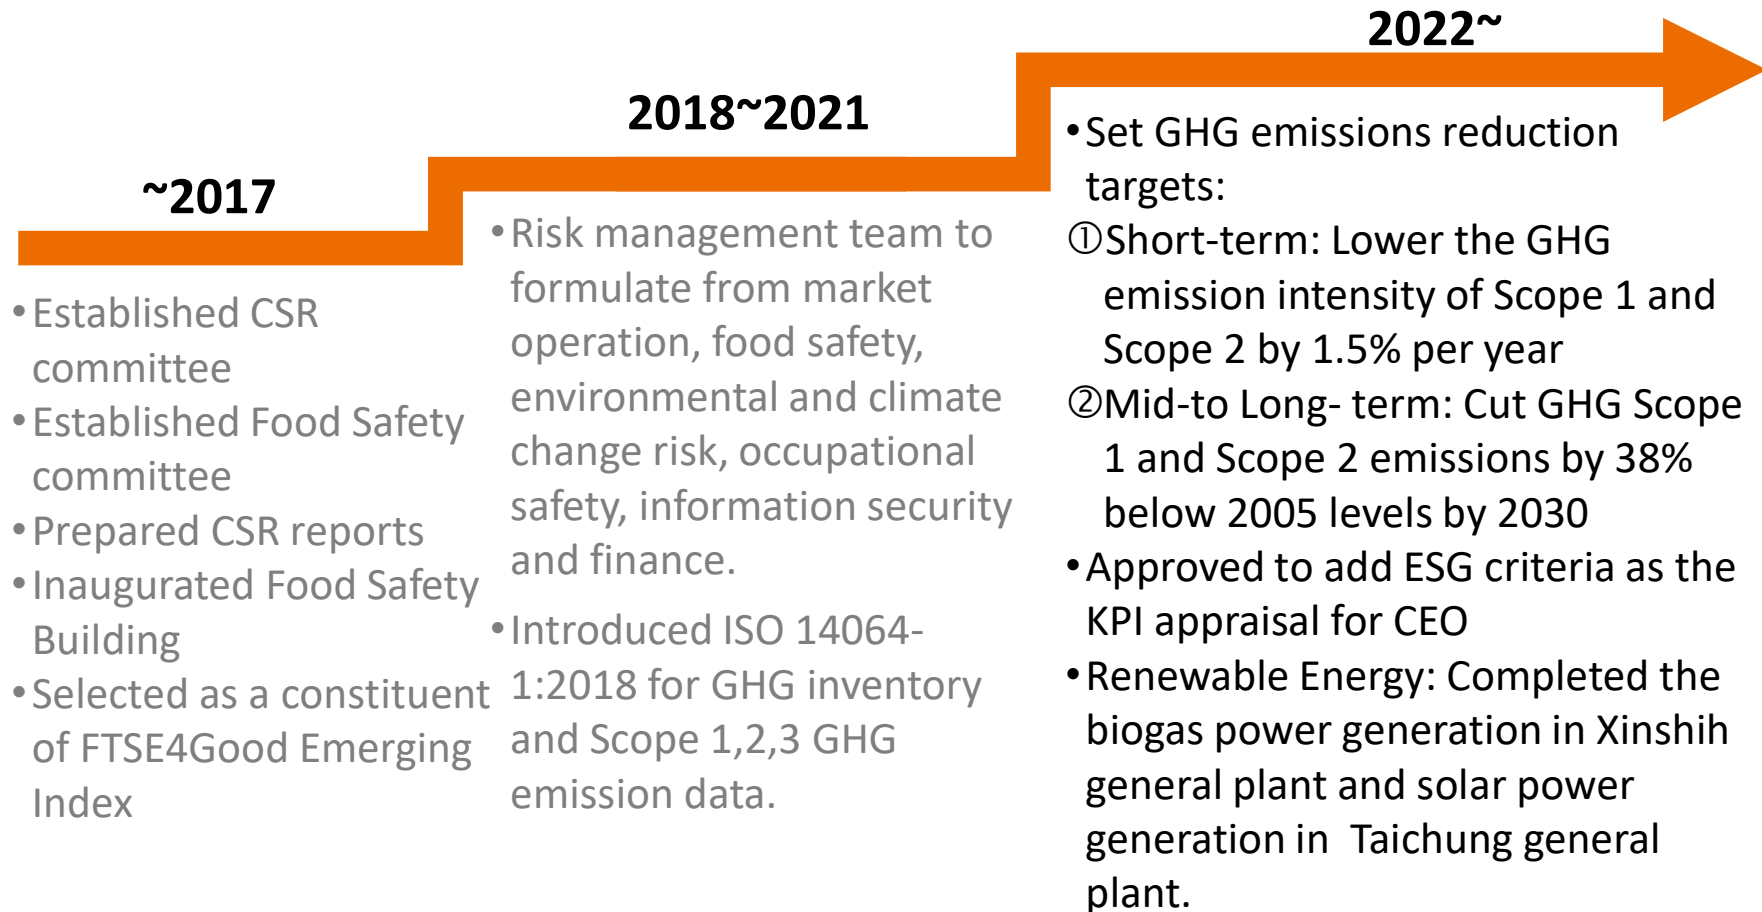 ~2017
• Established CSR
committee
• Established Food Safety
committee
• Prepared CSR reports
• Inaugurated Food Safety
Building
• Selected as a constituent
of FTSE4Good Emerging
Index
2018~2021
• Risk management team to
formulate from market
operation, food safety,
environmental and climate
change risk, occupational
safety, information security
and finance.
• Introduced ISO 14064-
1:2018 for GHG inventory
and Scope 1,2,3 GHG
emission data.
2022~
• Set GHG emissions reduction
targets:
①Short-term: Lower the GHG
emission intensity of Scope 1 and
Scope 2 by 1.5% per year
②Mid-to Long- term: Cut GHG Scope
1 and Scope 2 emissions by 38%
below 2005 levels by 2030
• Approved to add ESG criteria as the
KPI appraisal for CEO
• Renewable Energy: Completed the
biogas power generation in Xinshih
general plant and solar power
generation in Taichung general
plant.